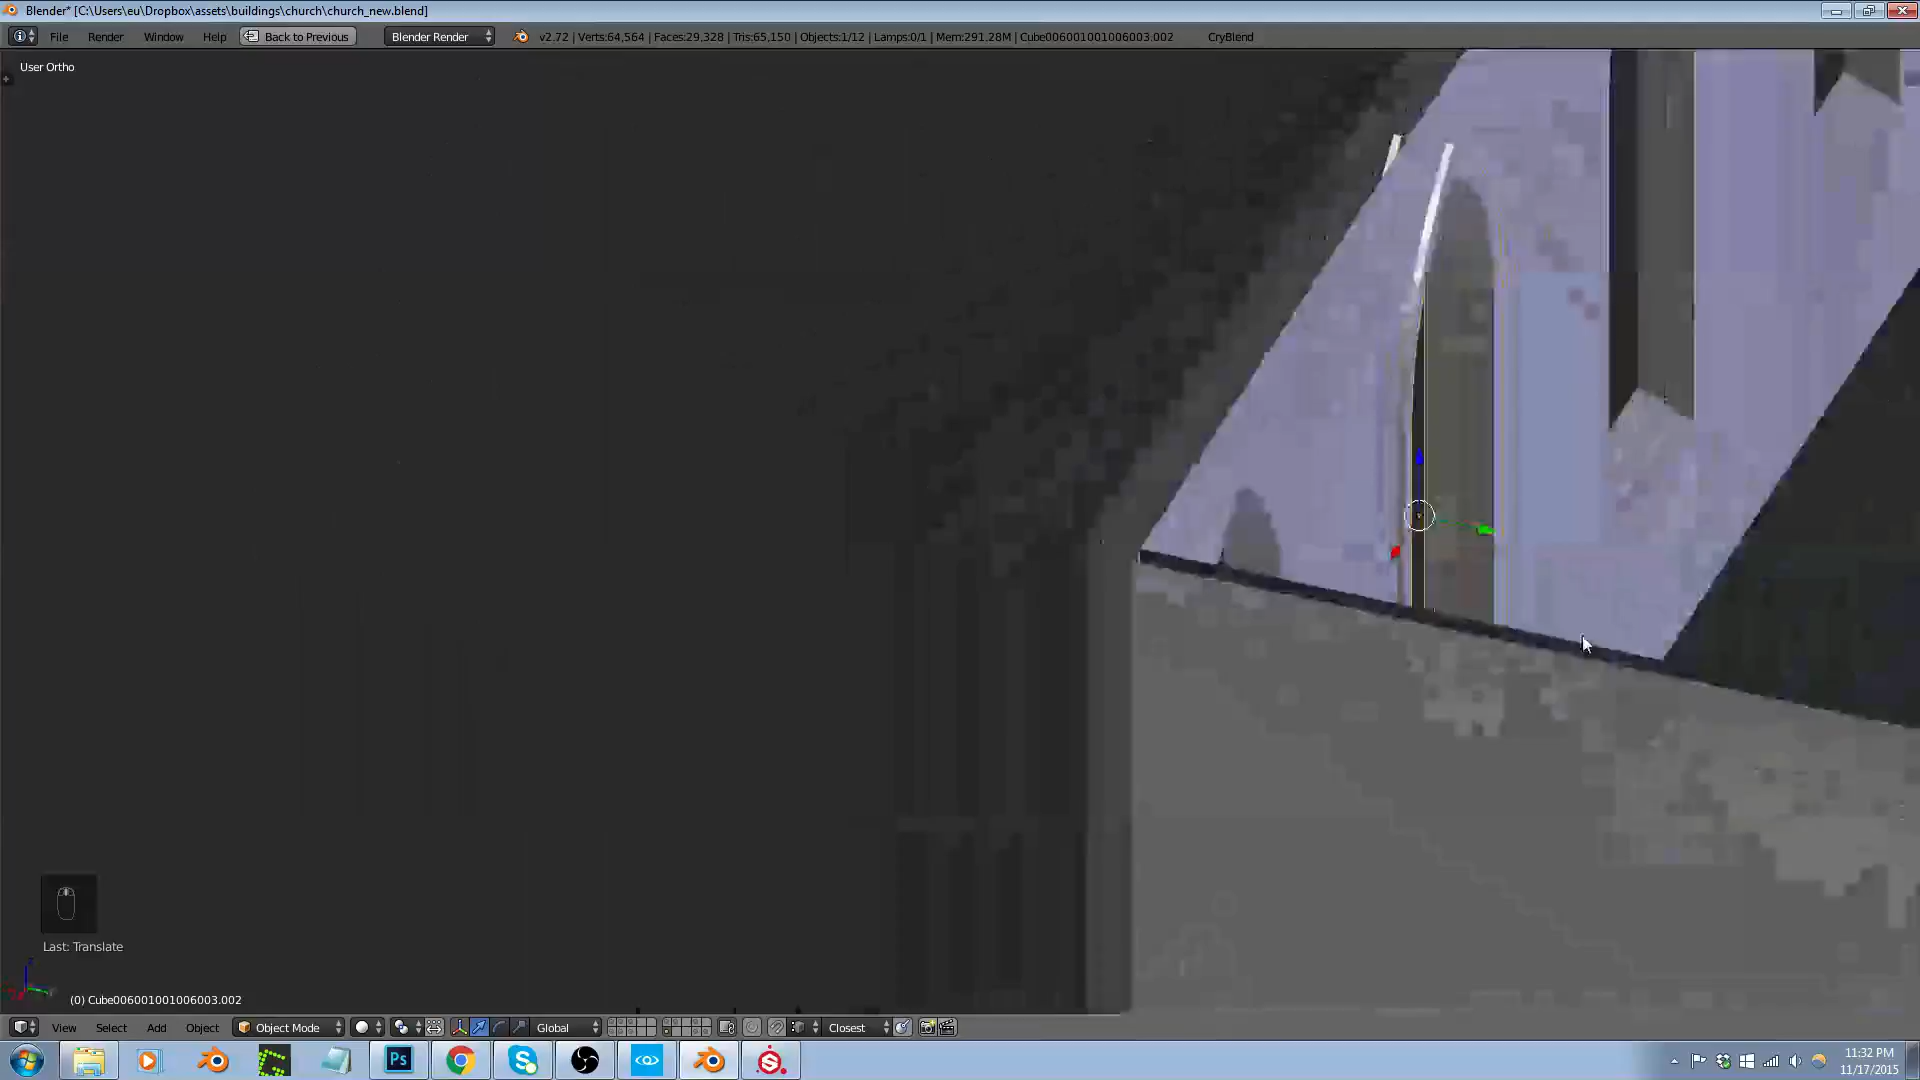 Blender* [C:\Users\eu\Dropbox\assets\buildings\church\church_new.blend]
File Render Window Help Back to Previous Blender Render v2.72 | Verts:64,564 | Faces:29,328 | Tris:65,150 | Objects:1/12 | Lamps:0/1 | Mem:291.28M | Cube006001001006003.002 CryBlend
User Ortho
Last: Translate
(0) Cube006001001006003.002
View Select Add Object Object Mode Global Closest
Ps
11:32 PM
11/17/2015